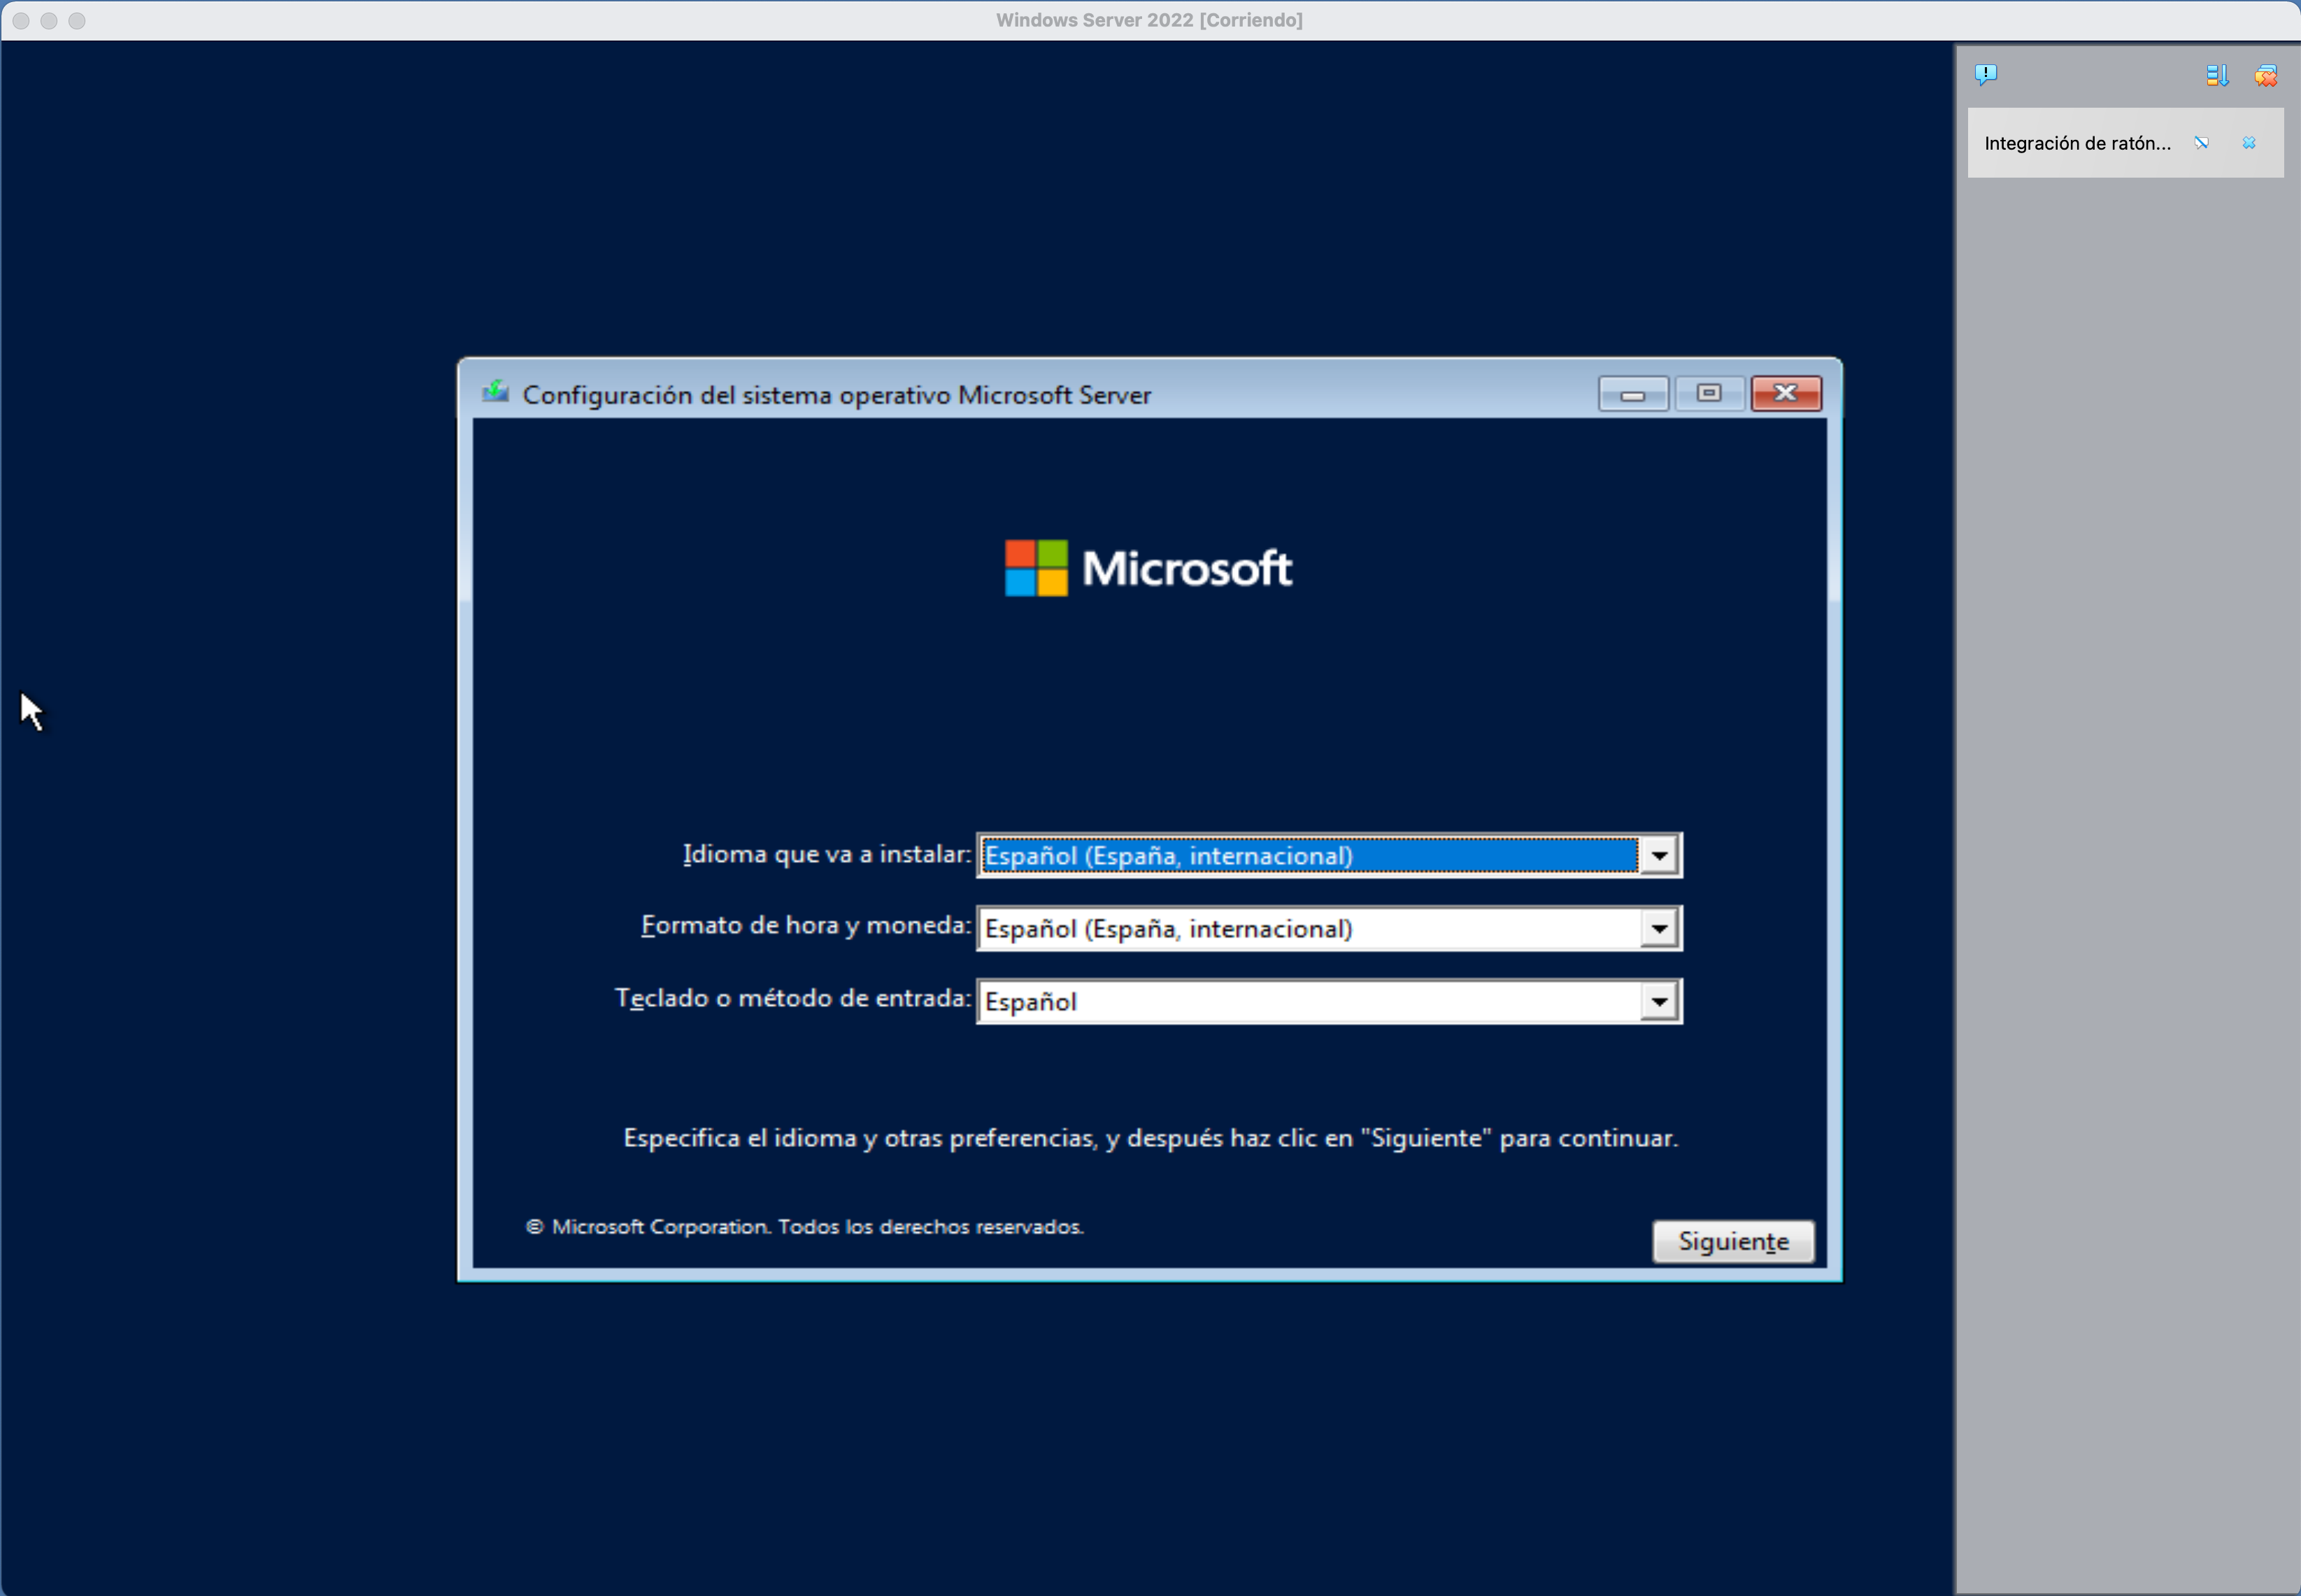 Windows Server 2022 [Corriendo]
Integración de ratón...
Configuración del sistema operativo Microsoft Server
Microsoft
Idioma que va a instalar: Español (España, internacional)
Formato de hora y moneda: Español (España, internacional)
Teclado o método de entrada: Español
Especifica el idioma y otras preferencias, y después haz clic en "Siguiente" para continuar.
© Microsoft Corporation. Todos los derechos reservados.
Siguiente